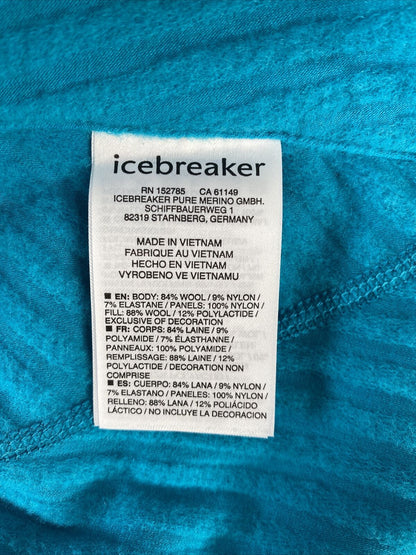 icebreaker
RN 152785 CA 61149
ICEBREAKER PURE MERINO GMBH.
SCHIFFBAUERWEG 1
82319 STARNBERG, GERMANY
MADE IN VIETNAM
FABRIQUE AU VIETNAM
HECHO EN VIETNAM
VYROBENO VE VIETNAMU
■ EN: BODY: 84% WOOL / 9% NYLON /
7% ELASTANE / PANELS: 100% NYLON /
FILL: 88% WOOL / 12% POLYLACTIDE /
EXCLUSIVE OF DECORATION
■ FR: CORPS: 84% LAINE / 9%
POLYAMIDE / 7% ÉLASTHANNE /
PANNEAUX: 100% POLYAMIDE /
REMPLISSAGE: 88% LAINE / 12%
POLYLACTIDE / DECORATION NON
COMPRISE
■ ES: CUERPO: 84% LANA / 9% NYLON /
7% ELASTANO / PANELES: 100% NYLON /
RELLENO: 88% LANA / 12% POLIÁCIDO
LÁCTICO / NO INCLUYE LA DECORACION